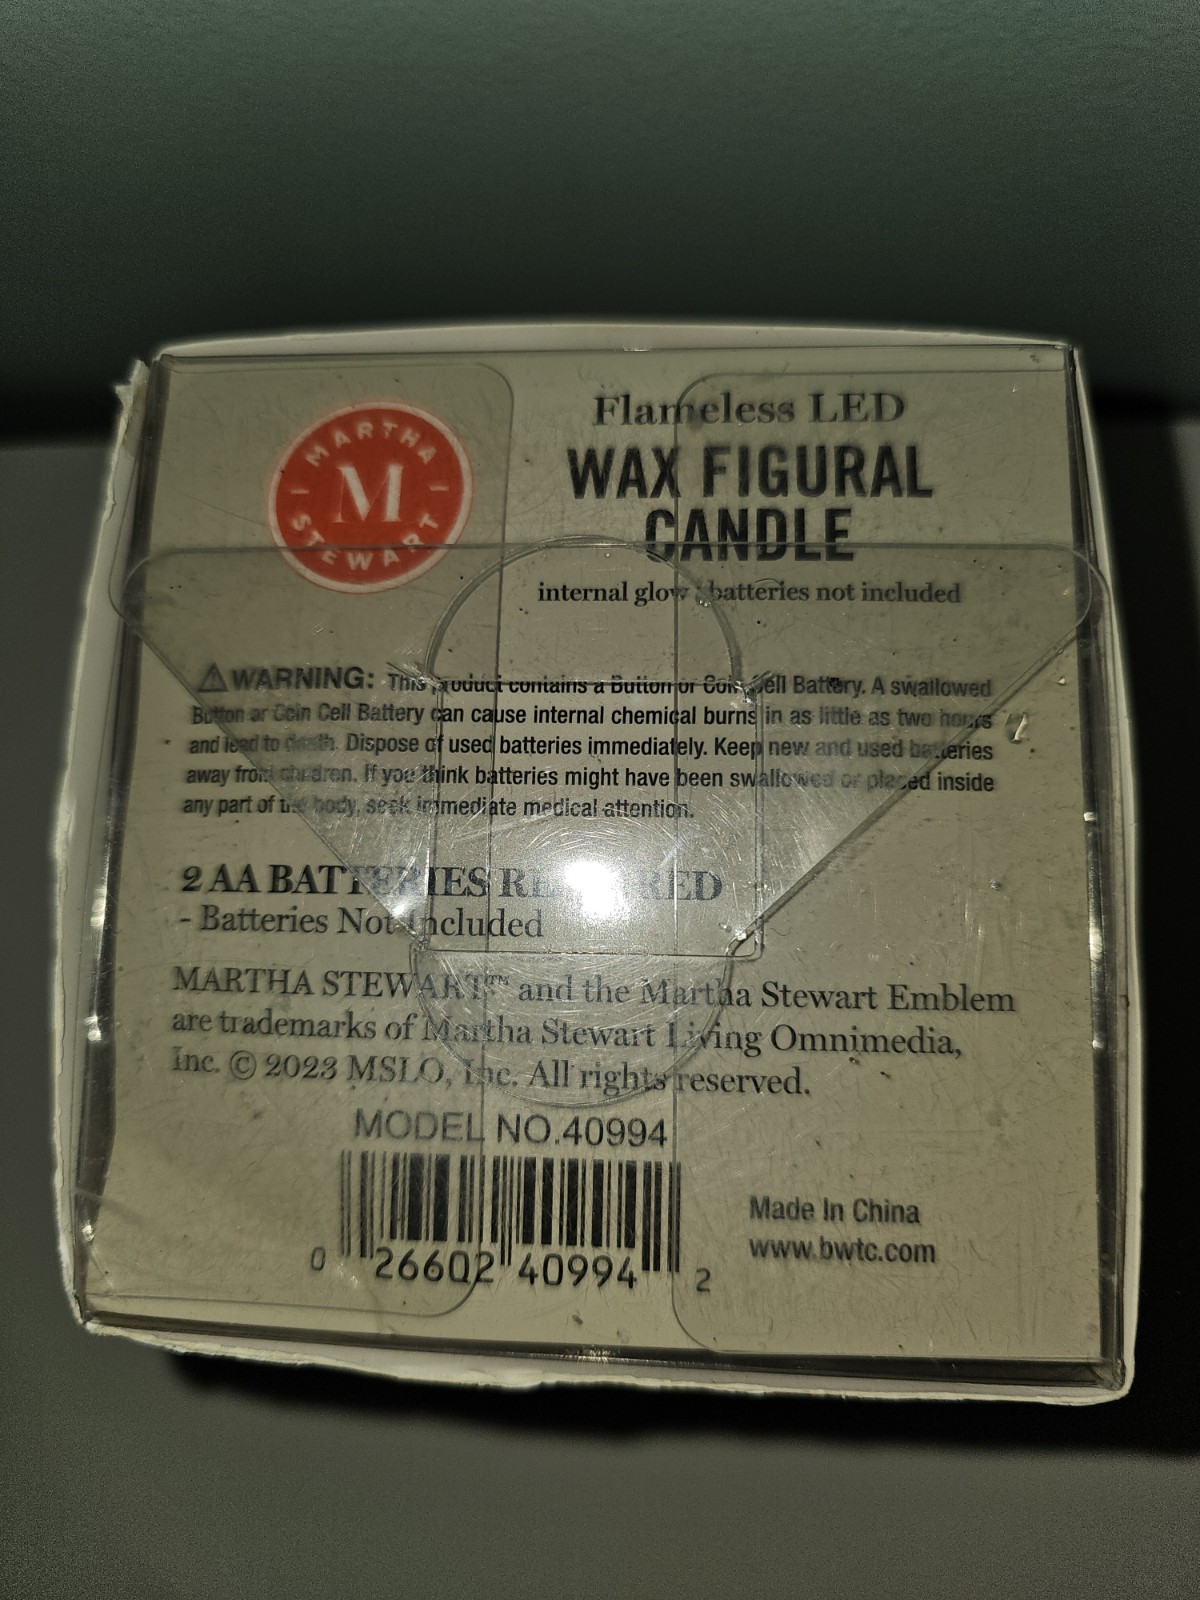 MARTHA
M
STEWART
Flameless LED
WAX FIGURAL
CANDLE
internal glow / batteries not included
⚠WARNING: This product contains a Button or Coin Cell Battery. A swallowed
Button or Coin Cell Battery can cause internal chemical burns in as little as two hours
and lead to death. Dispose of used batteries immediately. Keep new and used batteries
away from children. If you think batteries might have been swallowed or placed inside
any part of the body, seek immediate medical attention.
2 AA BATTERIES REQUIRED
- Batteries Not Included
MARTHA STEWART™ and the Martha Stewart Emblem
are trademarks of Martha Stewart Living Omnimedia,
Inc. © 2023 MSLO, Inc. All rights reserved.
MODEL NO.40994
0 26602 40994 2
Made In China
www.bwtc.com